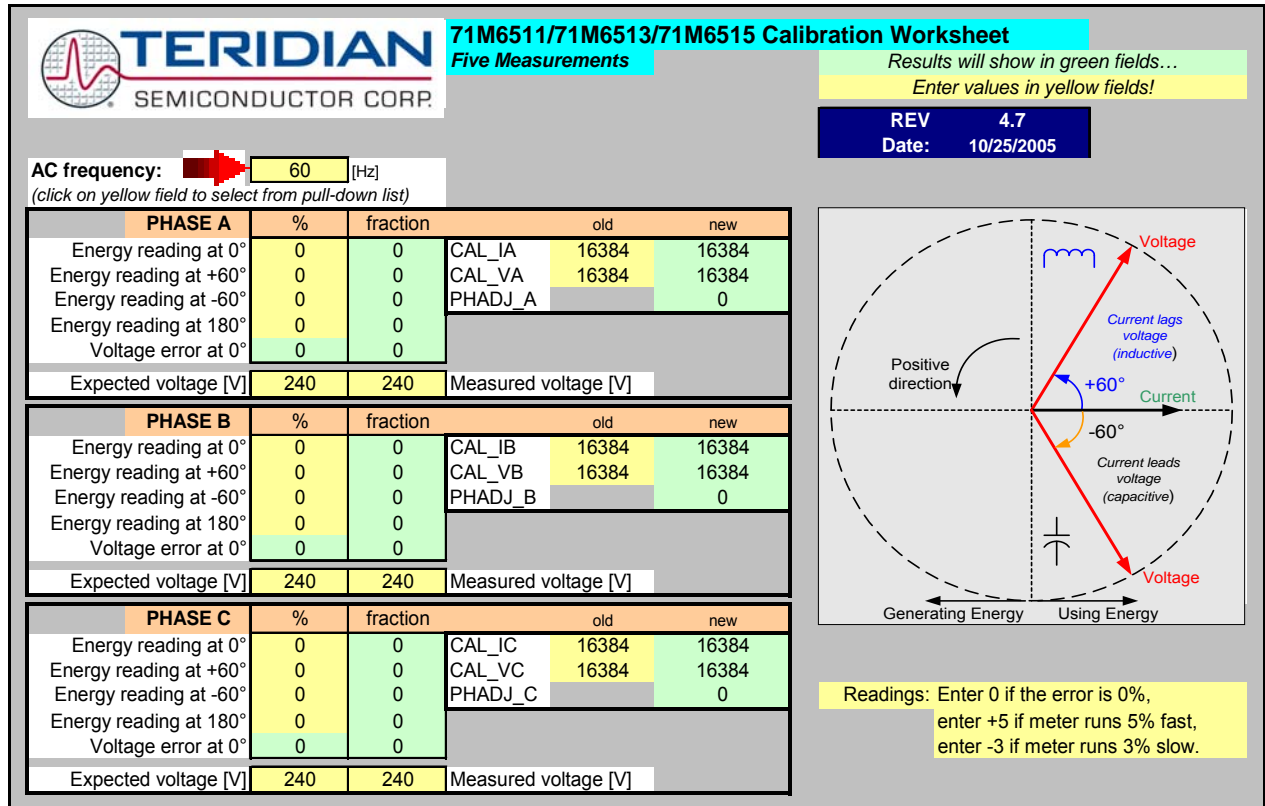 TERIDIAN
SEMICONDUCTOR CORP.
71M6511/71M6513/71M6515 Calibration Worksheet
Five Measurements
Results will show in green fields…
Enter values in yellow fields!
REV 4.7
Date: 10/25/2005
AC frequency: 60 [Hz]
(click on yellow field to select from pull-down list)
PHASE A % fraction old new
Energy reading at 0° 0 0 CAL_IA 16384 16384
Energy reading at +60° 0 0 CAL_VA 16384 16384
Energy reading at -60° 0 0 PHADJ_A 0
Energy reading at 180° 0 0
Voltage error at 0° 0 0
Expected voltage [V] 240 240 Measured voltage [V]
PHASE B % fraction old new
Energy reading at 0° 0 0 CAL_IB 16384 16384
Energy reading at +60° 0 0 CAL_VB 16384 16384
Energy reading at -60° 0 0 PHADJ_B 0
Energy reading at 180° 0 0
Voltage error at 0° 0 0
Expected voltage [V] 240 240 Measured voltage [V]
PHASE C % fraction old new
Energy reading at 0° 0 0 CAL_IC 16384 16384
Energy reading at +60° 0 0 CAL_VC 16384 16384
Energy reading at -60° 0 0 PHADJ_C 0
Energy reading at 180° 0 0
Voltage error at 0° 0 0
Expected voltage [V] 240 240 Measured voltage [V]
Voltage
Current lags
voltage
(inductive)
Positive
direction
+60°
Current
-60°
Current leads
voltage
(capacitive)
Voltage
Generating Energy Using Energy
Readings: Enter 0 if the error is 0%,
enter +5 if meter runs 5% fast,
enter -3 if meter runs 3% slow.